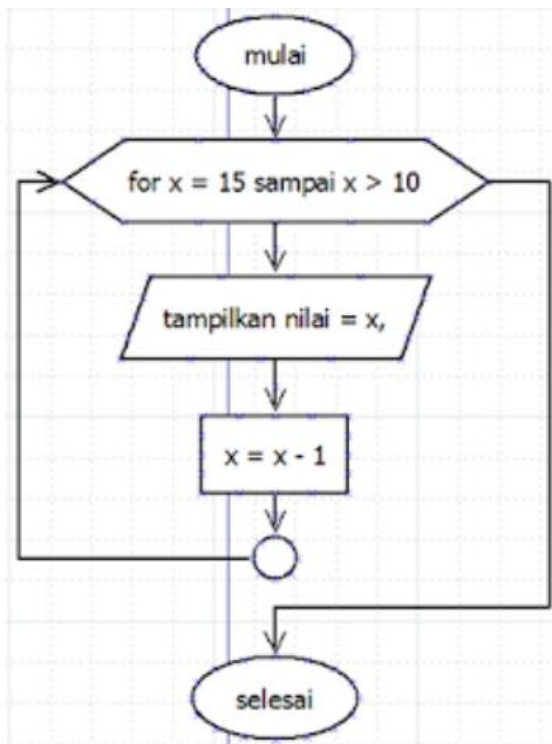 mulai
for x = 15 sampai x > 10
tampilkan nilai = x,
x = x - 1
selesai